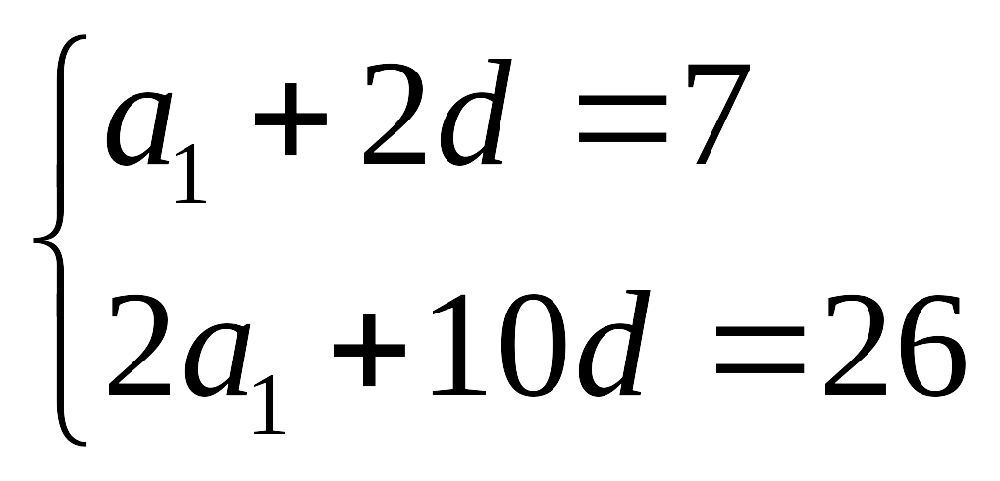 a₁ + 2d = 7
2a₁ + 10d = 26